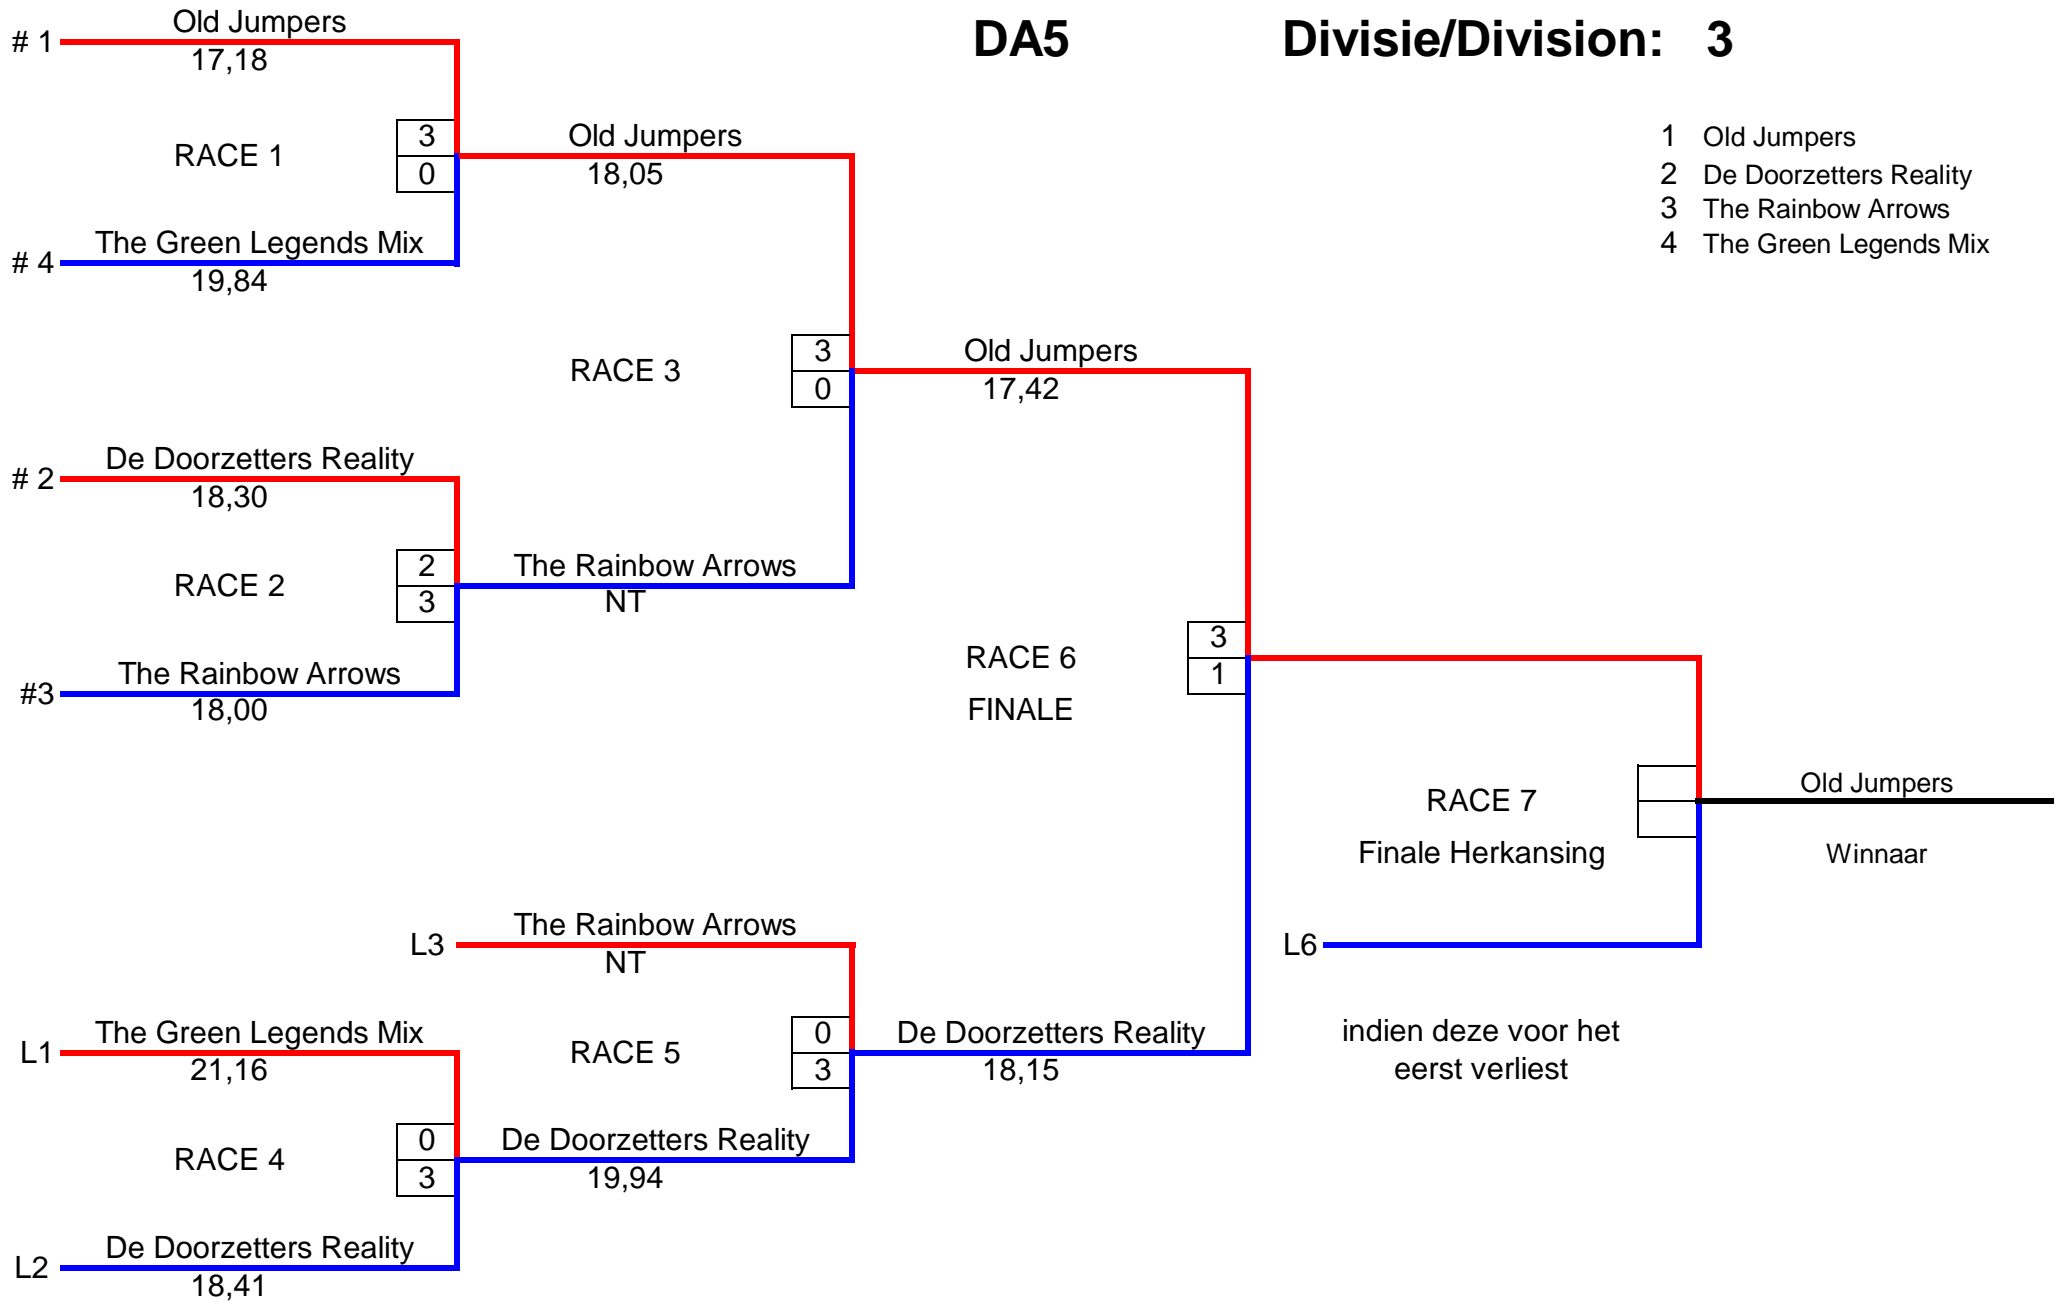 DA5 Divisie/Division: 3
1 Old Jumpers
2 De Doorzetters Reality
3 The Rainbow Arrows
4 The Green Legends Mix
# 1 Old Jumpers
17,18
RACE 1
3
0
The Green Legends Mix
# 4
19,84
Old Jumpers
18,05
RACE 3
3
0
De Doorzetters Reality
# 2
18,30
RACE 2
2
3
The Rainbow Arrows
#3
18,00
The Rainbow Arrows
NT
Old Jumpers
17,42
RACE 6
FINALE
3
1
RACE 7
Finale Herkansing
Old Jumpers
Winnaar
L6
indien deze voor het
eerst verliest
The Rainbow Arrows
L3
NT
RACE 5
0
3
The Green Legends Mix
L1
21,16
RACE 4
0
3
De Doorzetters Reality
L2
18,41
De Doorzetters Reality
19,94
De Doorzetters Reality
18,15